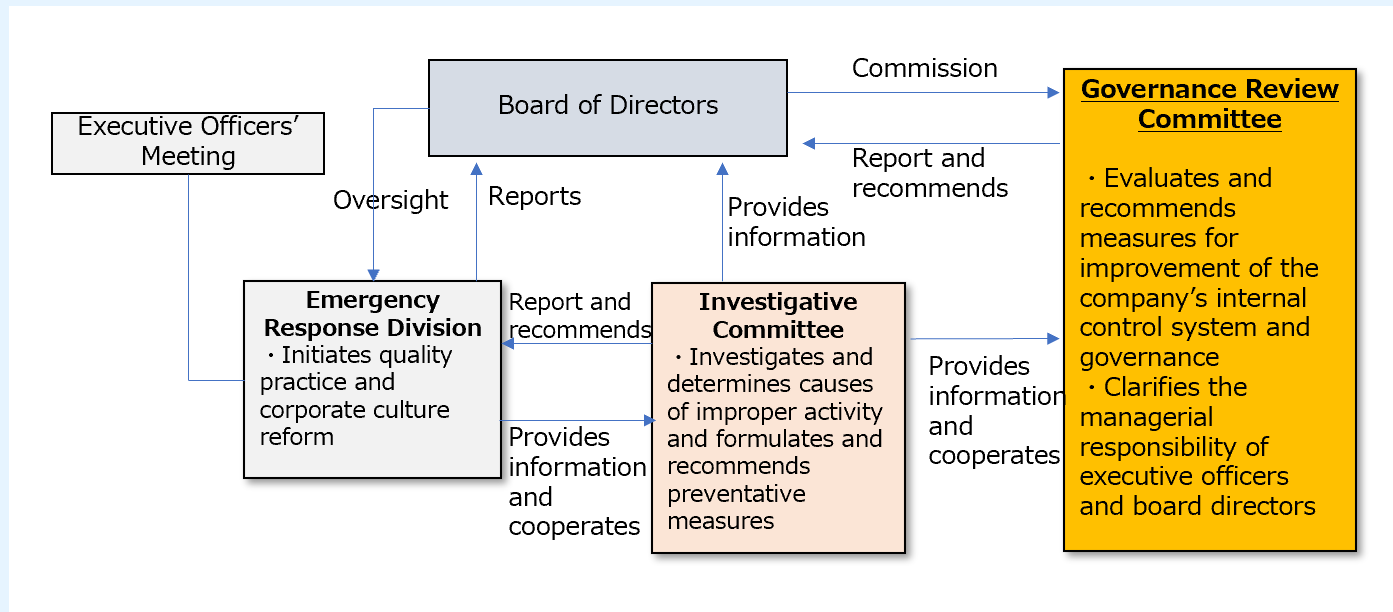 Board of Directors
Commission
Governance Review
Committee
Executive Officers’
Meeting
Report and
recommends
Oversight
Reports
Provides
information
・Evaluates and
recommends
measures for
improvement of the
company’s internal
control system and
governance
・Clarifies the
managerial
responsibility of
executive officers
and board directors
Emergency
Response Division
・Initiates quality
practice and
corporate culture
reform
Report and
recommends
Provides
information
and
cooperates
Investigative
Committee
・Investigates and
determines causes
of improper activity
and formulates and
recommends
preventative
measures
Provides
information
and
cooperates